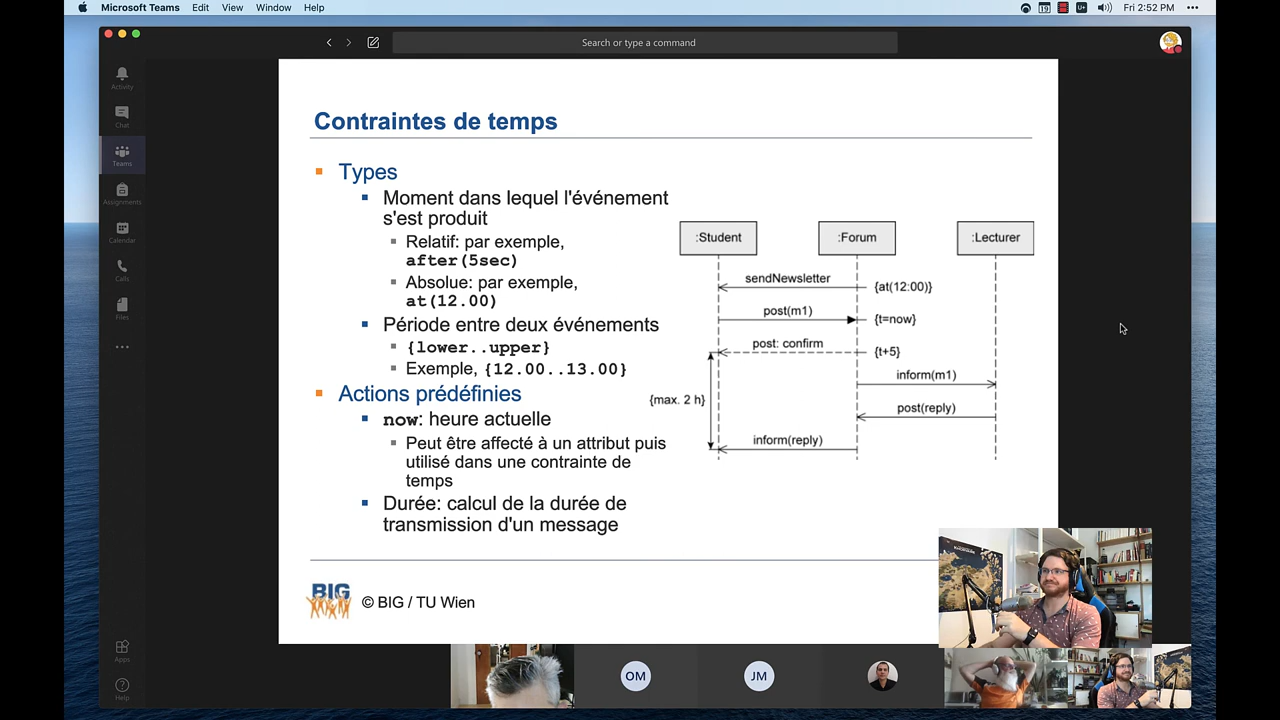 Microsoft Teams Edit View Window Help
19 U+ Fri 2:52 PM
Search or type a command
Activity
Chat
Teams
Assignments
Calendar
Calls
Files
Apps
Help
Contraintes de temps
Types
Moment dans lequel l'événement
s'est produit
Relatif: par exemple,
after(5sec)
Absolue: par exemple,
at(12.00)
Période entre deux événements
{lower..upper}
Exemple, {12.00..13.00}
Actions prédéfinies
now: heure actuelle
Peut être affecté à un attribut puis
utilisé dans une contrainte de
temps
Durée: calcul de la durée de
transmission d'un message
:Student :Forum :Lecturer
sendNewsletter {at(12:00)}
post(m1) {t=now}
post: confirm {t+5}
inform(m1)
{max. 2 h}
post(reply)
inform(reply)
BIG © BIG / TU Wien
OM JM